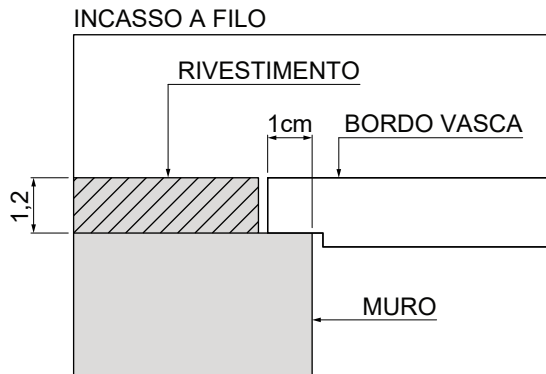 INCASSO A FILO
RIVESTIMENTO
1cm
BORDO VASCA
1,2
MURO